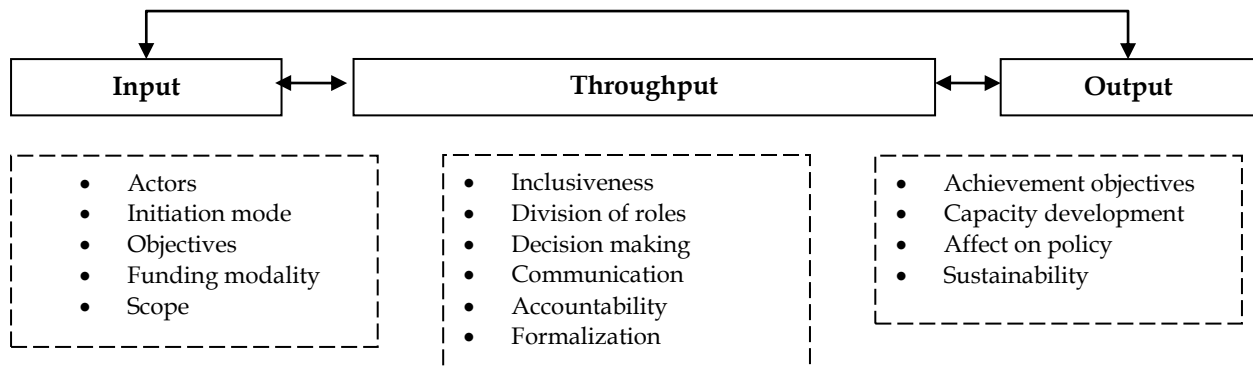 Input
Throughput
Output
• Actors
• Initiation mode
• Objectives
• Funding modality
• Scope
• Inclusiveness
• Division of roles
• Decision making
• Communication
• Accountability
• Formalization
• Achievement objectives
• Capacity development
• Affect on policy
• Sustainability